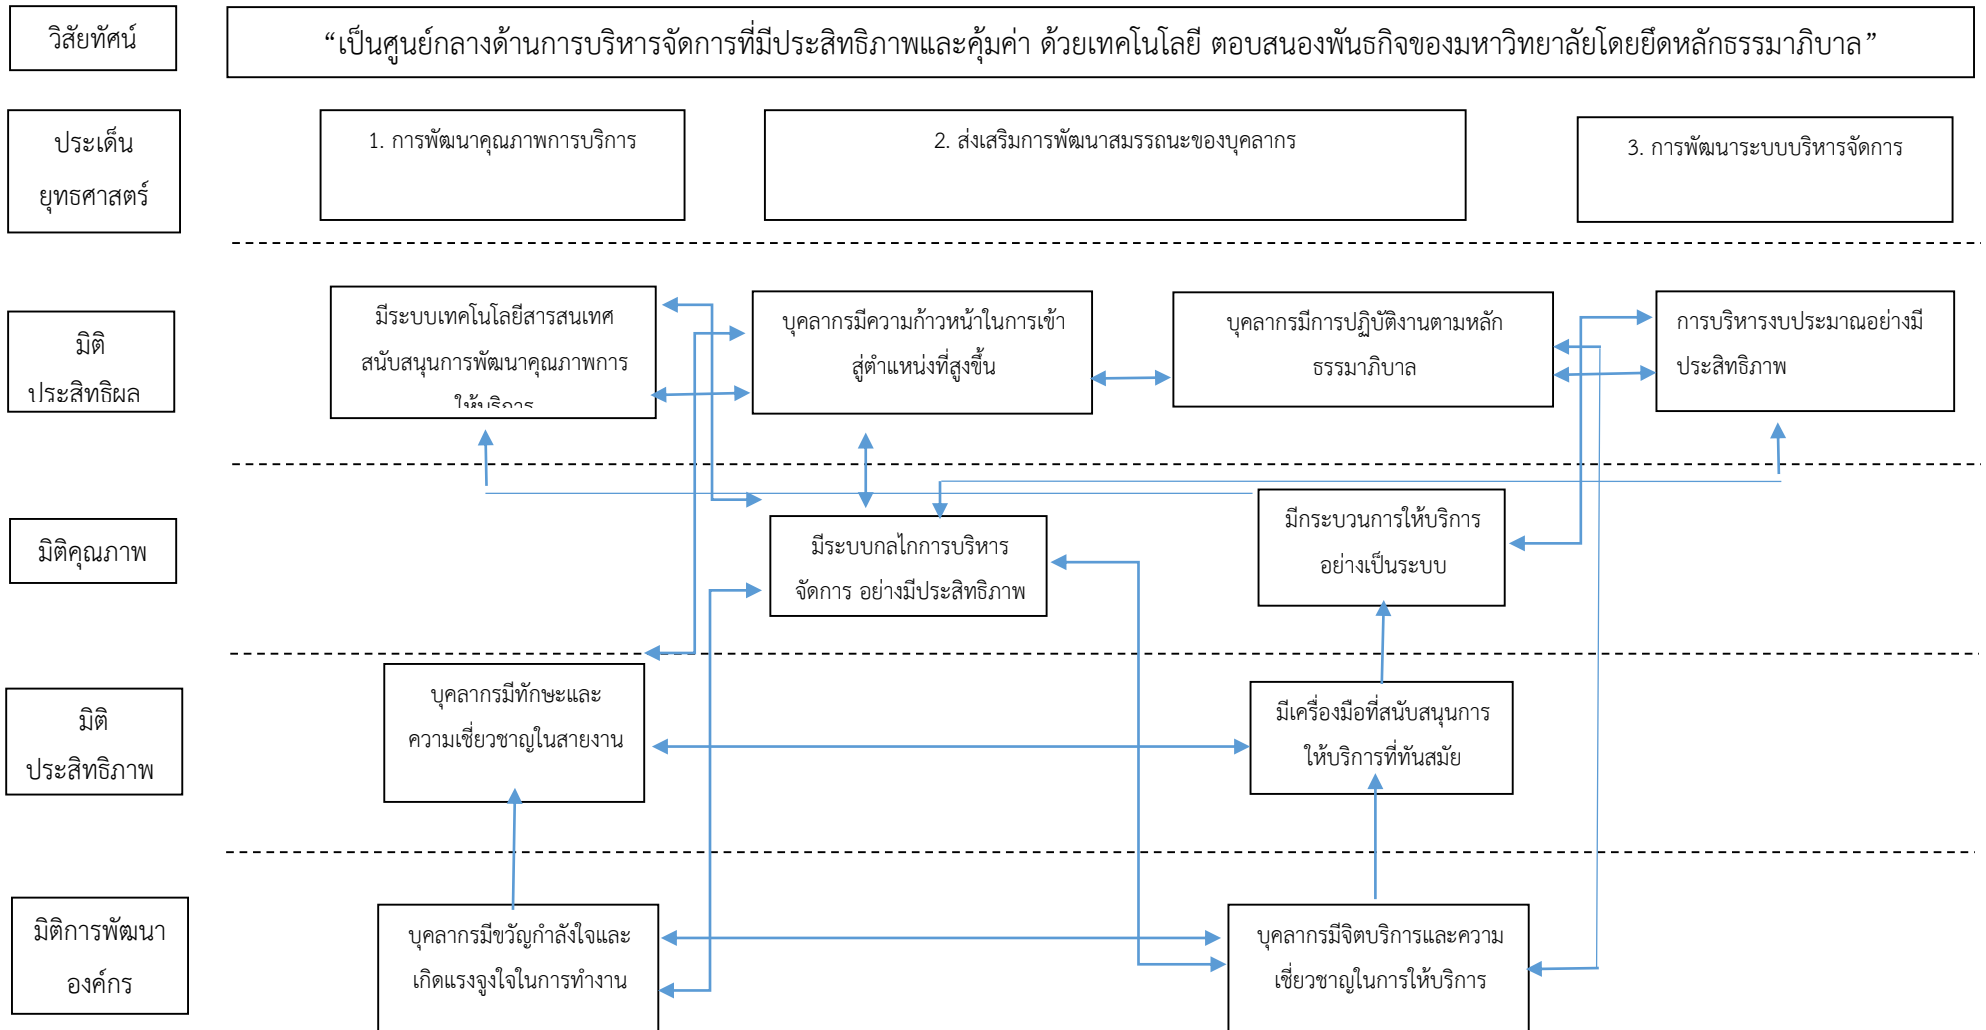 วิสัยทัศน์
“เป็นศูนย์กลางด้านการบริหารจัดการที่มีประสิทธิภาพและคุ้มค่า ด้วยเทคโนโลยี ตอบสนองพันธกิจของมหาวิทยาลัยโดยยึดหลักธรรมาภิบาล”
ประเด็น
ยุทธศาสตร์
1. การพัฒนาคุณภาพการบริการ
2. ส่งเสริมการพัฒนาสมรรถนะของบุคลากร
3. การพัฒนาระบบบริหารจัดการ
มิติ
ประสิทธิผล
มีระบบเทคโนโลยีสารสนเทศ
สนับสนุนการพัฒนาคุณภาพการ
ให้บริการ
บุคลากรมีความก้าวหน้าในการเข้า
สู่ตำแหน่งที่สูงขึ้น
บุคลากรมีการปฏิบัติงานตามหลัก
ธรรมาภิบาล
การบริหารงบประมาณอย่างมี
ประสิทธิภาพ
มิติคุณภาพ
มีระบบกลไกการบริหาร
จัดการ อย่างมีประสิทธิภาพ
มีกระบวนการให้บริการ
อย่างเป็นระบบ
มิติ
ประสิทธิภาพ
บุคลากรมีทักษะและ
ความเชี่ยวชาญในสายงาน
มีเครื่องมือที่สนับสนุนการ
ให้บริการที่ทันสมัย
มิติการพัฒนา
องค์กร
บุคลากรมีขวัญกำลังใจและ
เกิดแรงจูงใจในการทำงาน
บุคลากรมีจิตบริการและความ
เชี่ยวชาญในการให้บริการ